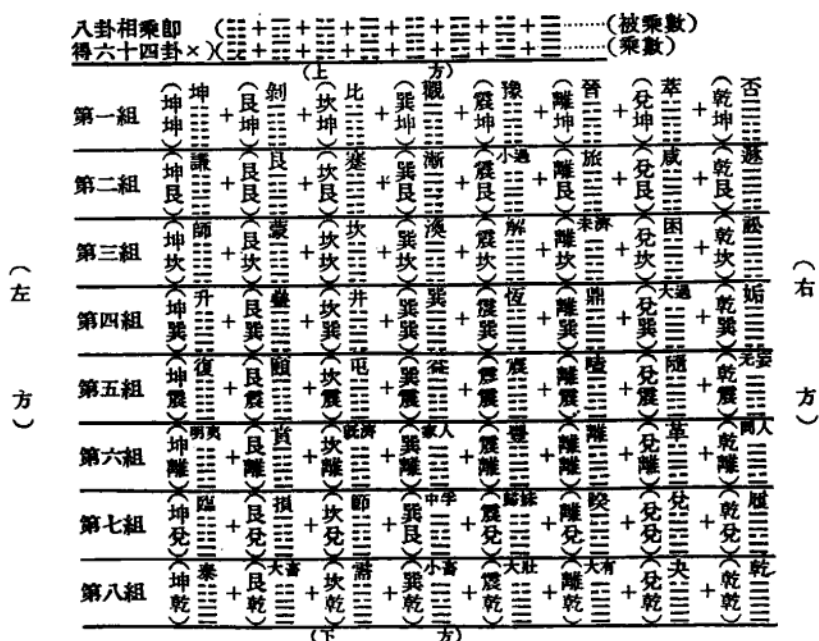 八卦相乘即 (☷+☶+☵+☴+☳+☲+☱+☰……(被乘數)
得六十四卦×)(☷+☶+☵+☴+☳+☲+☱+☰……(乘數)
(上 方)
第一組 (坤坤)坤+(艮坤)剝+(坎坤)比+(巽坤)觀+(震坤)豫+(離坤)晉+(兌坤)萃+(乾坤)否
第二組 (坤艮)謙+(艮艮)艮+(坎艮)蹇+(巽艮)漸+(震艮)小過+(離艮)旅+(兌艮)咸+(乾艮)遯
第三組 (坤坎)師+(艮坎)蒙+(坎坎)坎+(巽坎)渙+(震坎)解+(離坎)未濟+(兌坎)困+(乾坎)訟
第四組 (坤巽)升+(艮巽)蠱+(坎巽)井+(巽巽)巽+(震巽)恆+(離巽)鼎+(兌巽)大過+(乾巽)姤
第五組 (坤震)復+(艮震)頤+(坎震)屯+(巽震)益+(震震)震+(離震)嗑+(兌震)隨+(乾震)无妄
第六組 (坤離)明夷+(艮離)賁+(坎離)既濟+(巽離)家人+(震離)豐+(離離)離+(兌離)革+(乾離)同人
第七組 (坤兌)臨+(艮兌)損+(坎兌)節+(巽艮)中孚+(震兌)歸妹+(離兌)睽+(兌兌)兌+(乾兌)履
第八組 (坤乾)泰+(艮乾)大畜+(坎乾)需+(巽乾)小畜+(震乾)大壯+(離乾)大有+(兌乾)夬+(乾乾)乾
(下 方)
(左 方)
(右 方)